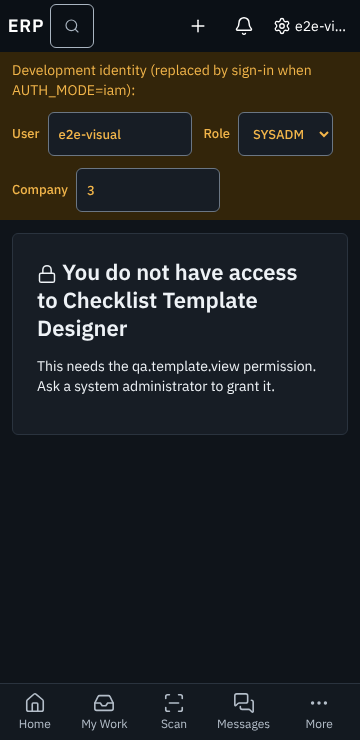 ERP
e2e-vi...
Development identity (replaced by sign-in when
AUTH_MODE=iam):
User e2e-visual Role SYSADM
Company 3
You do not have access
to Checklist Template
Designer
This needs the qa.template.view permission.
Ask a system administrator to grant it.
Home My Work Scan Messages More